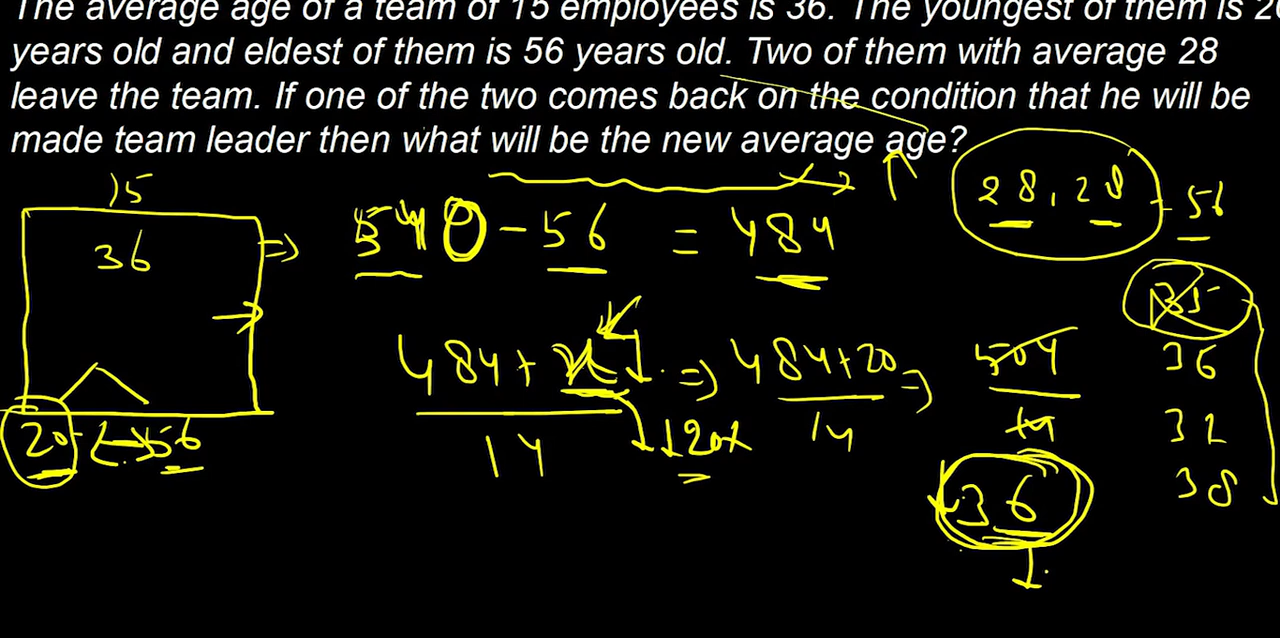 The average age of a team of 15 employees is 36. The youngest of them is 20
years old and eldest of them is 56 years old. Two of them with average 28
leave the team. If one of the two comes back on the condition that he will be
made team leader then what will be the new average age?
15
36
540 - 56 = 484
28, 28 - 56
35
484 + x
14
⇒ 484 + 20
14
⇒ 504
14
36
32
38
20 ↔ 56
20
36